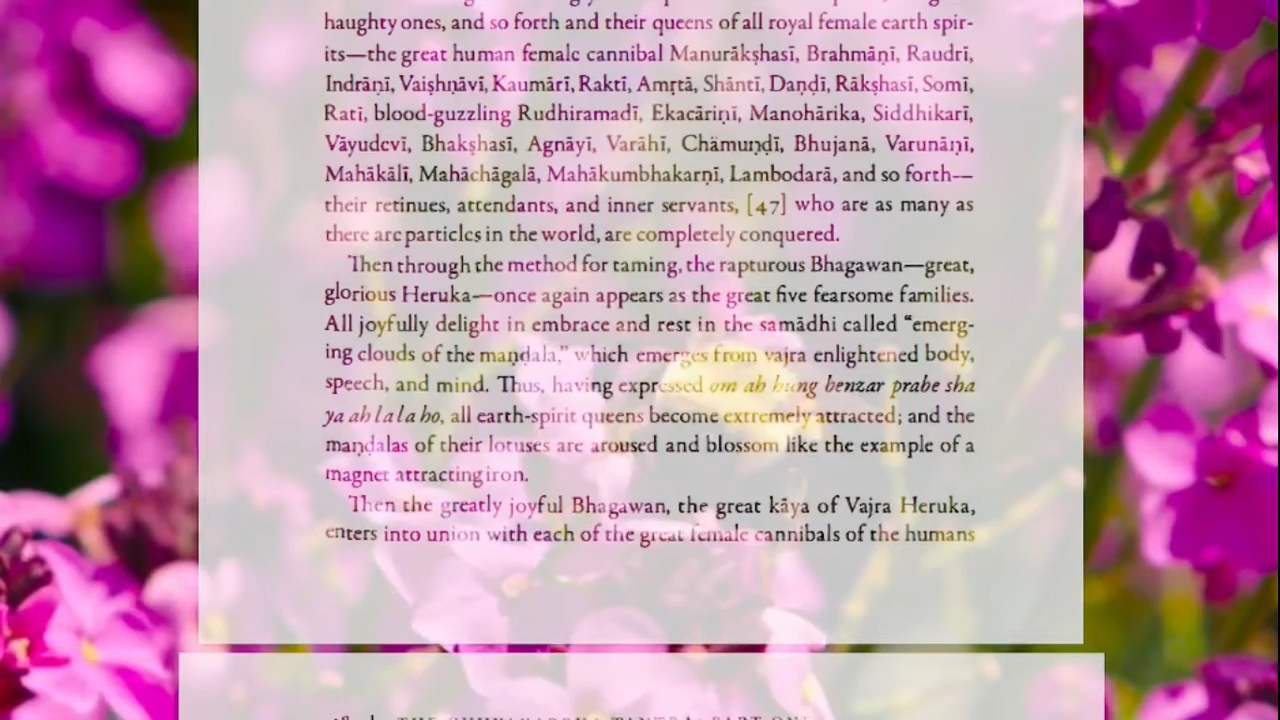 haughty ones, and so forth and their queens of all royal female earth spir-
its—the great human female cannibal Manurākṣhasī, Brahmāṇi, Raudrī,
Indrāṇī, Vaiṣhṇāvī, Kaumārī, Raktī, Amṛtā, Shāntī, Daṇḍī, Rākṣhasī, Somī,
Ratī, blood-guzzling Rudhiramadī, Ekacāriṇī, Manohārika, Siddhikarī,
Vāyudevī, Bhakṣhasī, Agnāyī, Varāhī, Chāmuṇḍī, Bhujanā, Varunāṇī,
Mahākālī, Mahāchāgalā, Mahākumbhakarṇī, Lambodarā, and so forth—
their retinues, attendants, and inner servants, [47] who are as many as
there are particles in the world, are completely conquered.
Then through the method for taming, the rapturous Bhagawan—great,
glorious Heruka—once again appears as the great five fearsome families.
All joyfully delight in embrace and rest in the samādhi called “emerg-
ing clouds of the maṇḍala,” which emerges from vajra enlightened body,
speech, and mind. Thus, having expressed om ah hung benzar prabe sha
ya ah la la ho, all earth-spirit queens become extremely attracted; and the
maṇḍalas of their lotuses are aroused and blossom like the example of a
magnet attracting iron.
Then the greatly joyful Bhagawan, the great kāya of Vajra Heruka,
enters into union with each of the great female cannibals of the humans